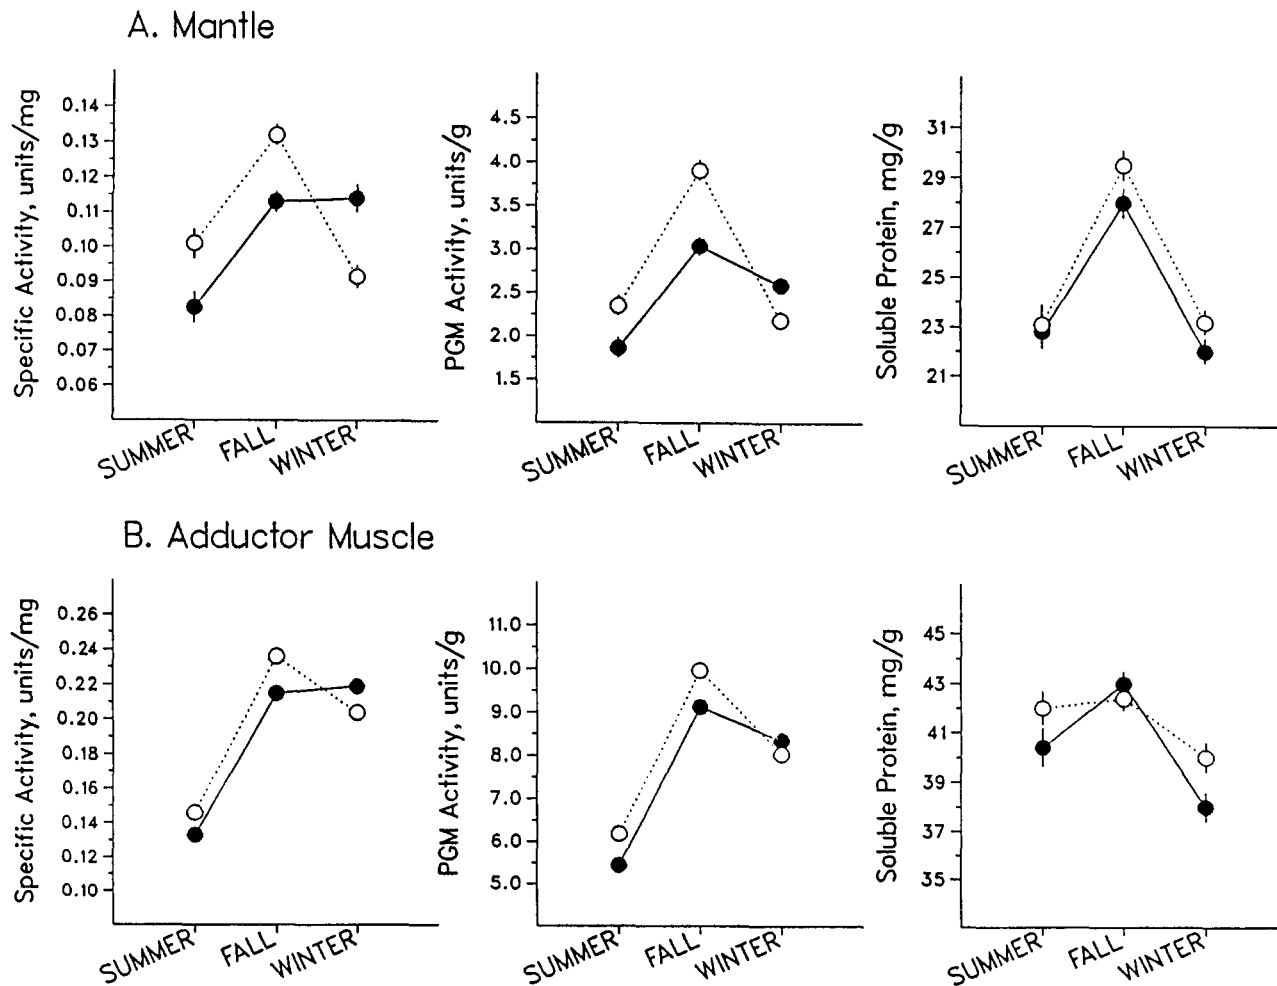 A. Mantle
Specific Activity, units/mg
0.14
0.13
0.12
0.11
0.10
0.09
0.08
0.07
0.06
SUMMER
FALL
WINTER
PGM Activity, units/g
4.5
4.0
3.5
3.0
2.5
2.0
1.5
SUMMER
FALL
WINTER
Soluble Protein, mg/g
31
29
27
25
23
21
SUMMER
FALL
WINTER
B. Adductor Muscle
Specific Activity, units/mg
0.26
0.24
0.22
0.20
0.18
0.16
0.14
0.12
0.10
SUMMER
FALL
WINTER
PGM Activity, units/g
11.0
10.0
9.0
8.0
7.0
6.0
5.0
SUMMER
FALL
WINTER
Soluble Protein, mg/g
45
43
41
39
37
35
SUMMER
FALL
WINTER